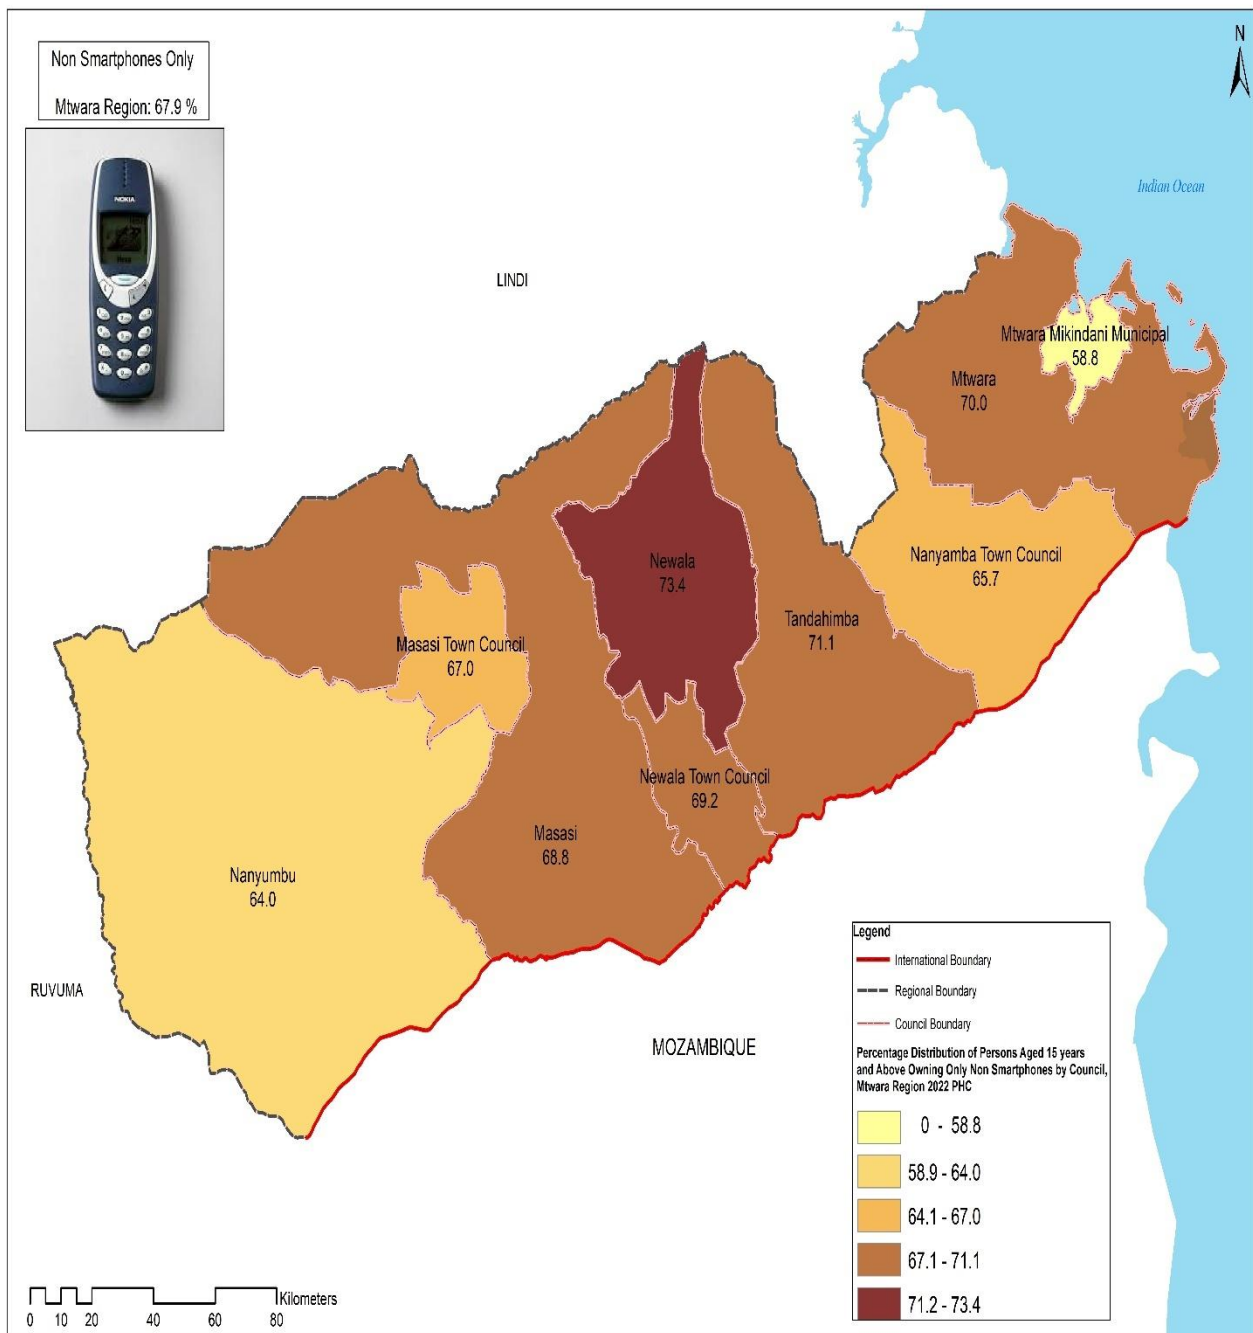 Non Smartphones Only
Mtwara Region: 67.9 %
NOKIA
N
Indian Ocean
LINDI
Mtwara Mikindani Municipal
58.8
Mtwara
70.0
Newala
73.4
Nanyamba Town Council
65.7
Tandahimba
71.1
Masasi Town Council
67.0
Newala Town Council
69.2
Masasi
68.8
Nanyumbu
64.0
RUVUMA
MOZAMBIQUE
Legend
International Boundary
Regional Boundary
Council Boundary
Percentage Distribution of Persons Aged 15 years
and Above Owning Only Non Smartphones by Council,
Mtwara Region 2022 PHC
0 - 58.8
58.9 - 64.0
64.1 - 67.0
67.1 - 71.1
71.2 - 73.4
Kilometers
0 10 20 40 60 80